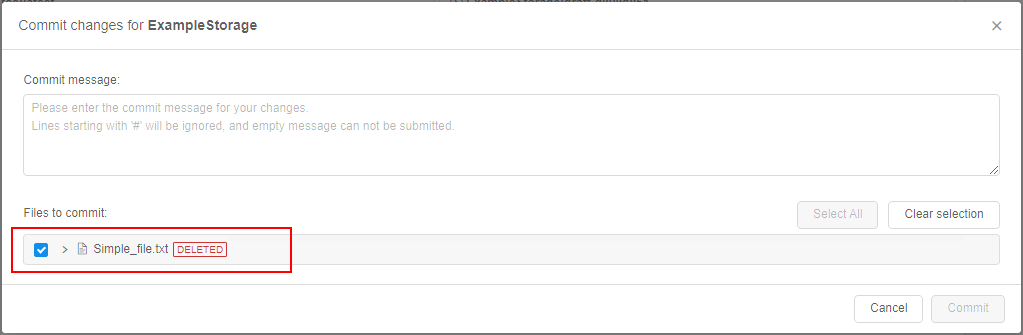 Commit changes for ExampleStorage
Commit message:
Please enter the commit message for your changes.
Lines starting with '#' will be ignored, and empty message can not be submitted.
Files to commit:
Select All
Clear selection
Simple_file.txt DELETED
Cancel
Commit